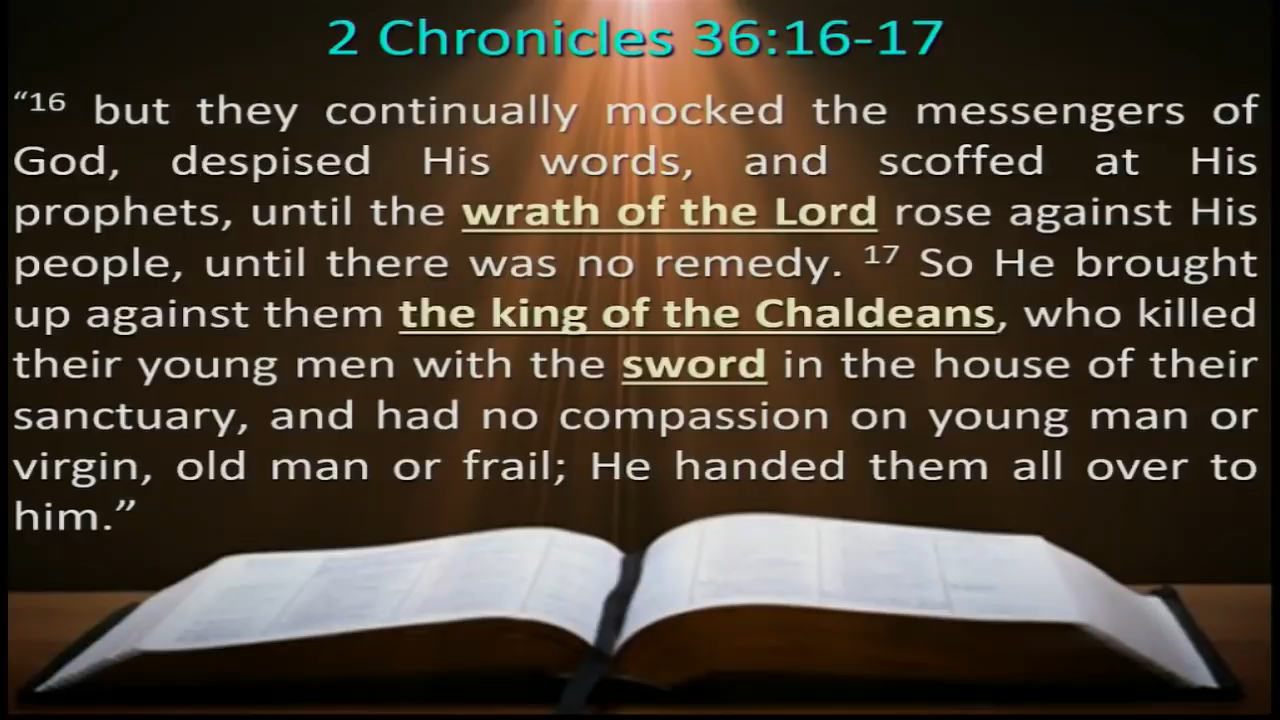 2 Chronicles 36:16-17
“16 but they continually mocked the messengers of
God, despised His words, and scoffed at His
prophets, until the wrath of the Lord rose against His
people, until there was no remedy. 17 So He brought
up against them the king of the Chaldeans, who killed
their young men with the sword in the house of their
sanctuary, and had no compassion on young man or
virgin, old man or frail; He handed them all over to
him.”